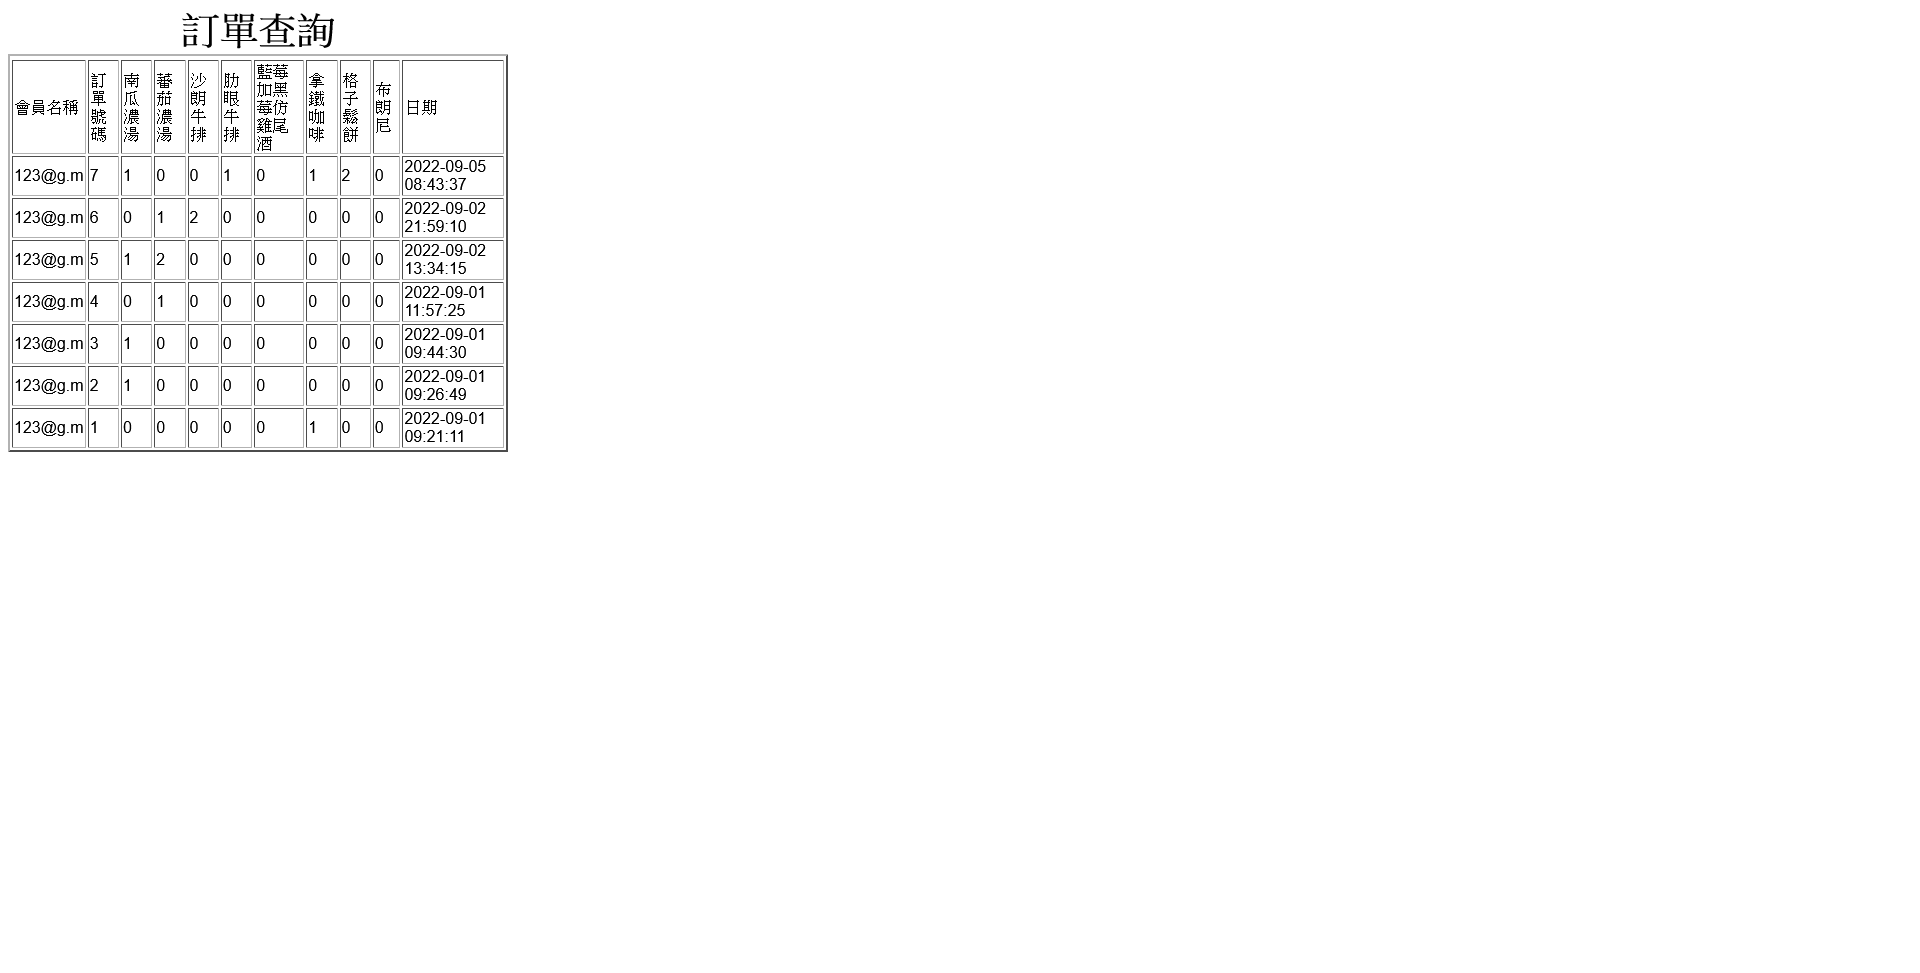 訂單查詢
會員名稱 訂單號碼 南瓜濃湯 蕃茄濃湯 沙朗牛排 肋眼牛排 藍莓加黑莓仿雞尾酒 拿鐵咖啡 格子鬆餅 布朗尼 日期
123@g.m 7 1 0 0 1 0 1 2 0 2022-09-05 08:43:37
123@g.m 6 0 1 2 0 0 0 0 0 2022-09-02 21:59:10
123@g.m 5 1 2 0 0 0 0 0 0 2022-09-02 13:34:15
123@g.m 4 0 1 0 0 0 0 0 0 2022-09-01 11:57:25
123@g.m 3 1 0 0 0 0 0 0 0 2022-09-01 09:44:30
123@g.m 2 1 0 0 0 0 0 0 0 2022-09-01 09:26:49
123@g.m 1 0 0 0 0 0 1 0 0 2022-09-01 09:21:11